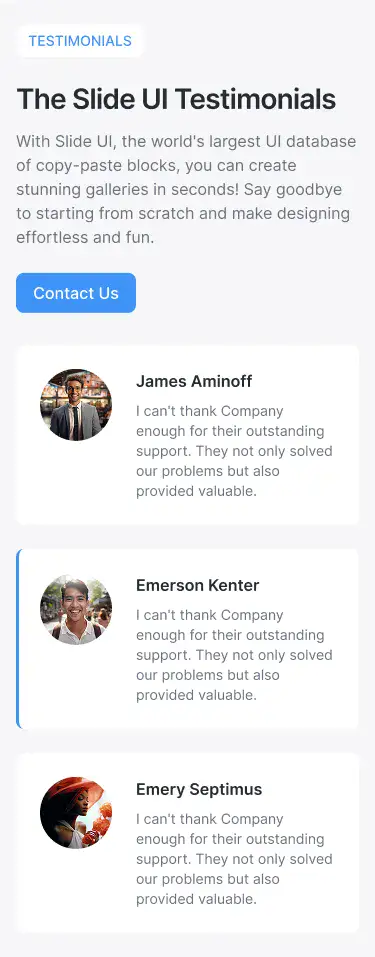 TESTIMONIALS
The Slide UI Testimonials
With Slide UI, the world's largest UI database
of copy-paste blocks, you can create
stunning galleries in seconds! Say goodbye
to starting from scratch and make designing
effortless and fun.
Contact Us
James Aminoff
I can't thank Company
enough for their outstanding
support. They not only solved
our problems but also
provided valuable.
Emerson Kenter
I can't thank Company
enough for their outstanding
support. They not only solved
our problems but also
provided valuable.
Emery Septimus
I can't thank Company
enough for their outstanding
support. They not only solved
our problems but also
provided valuable.